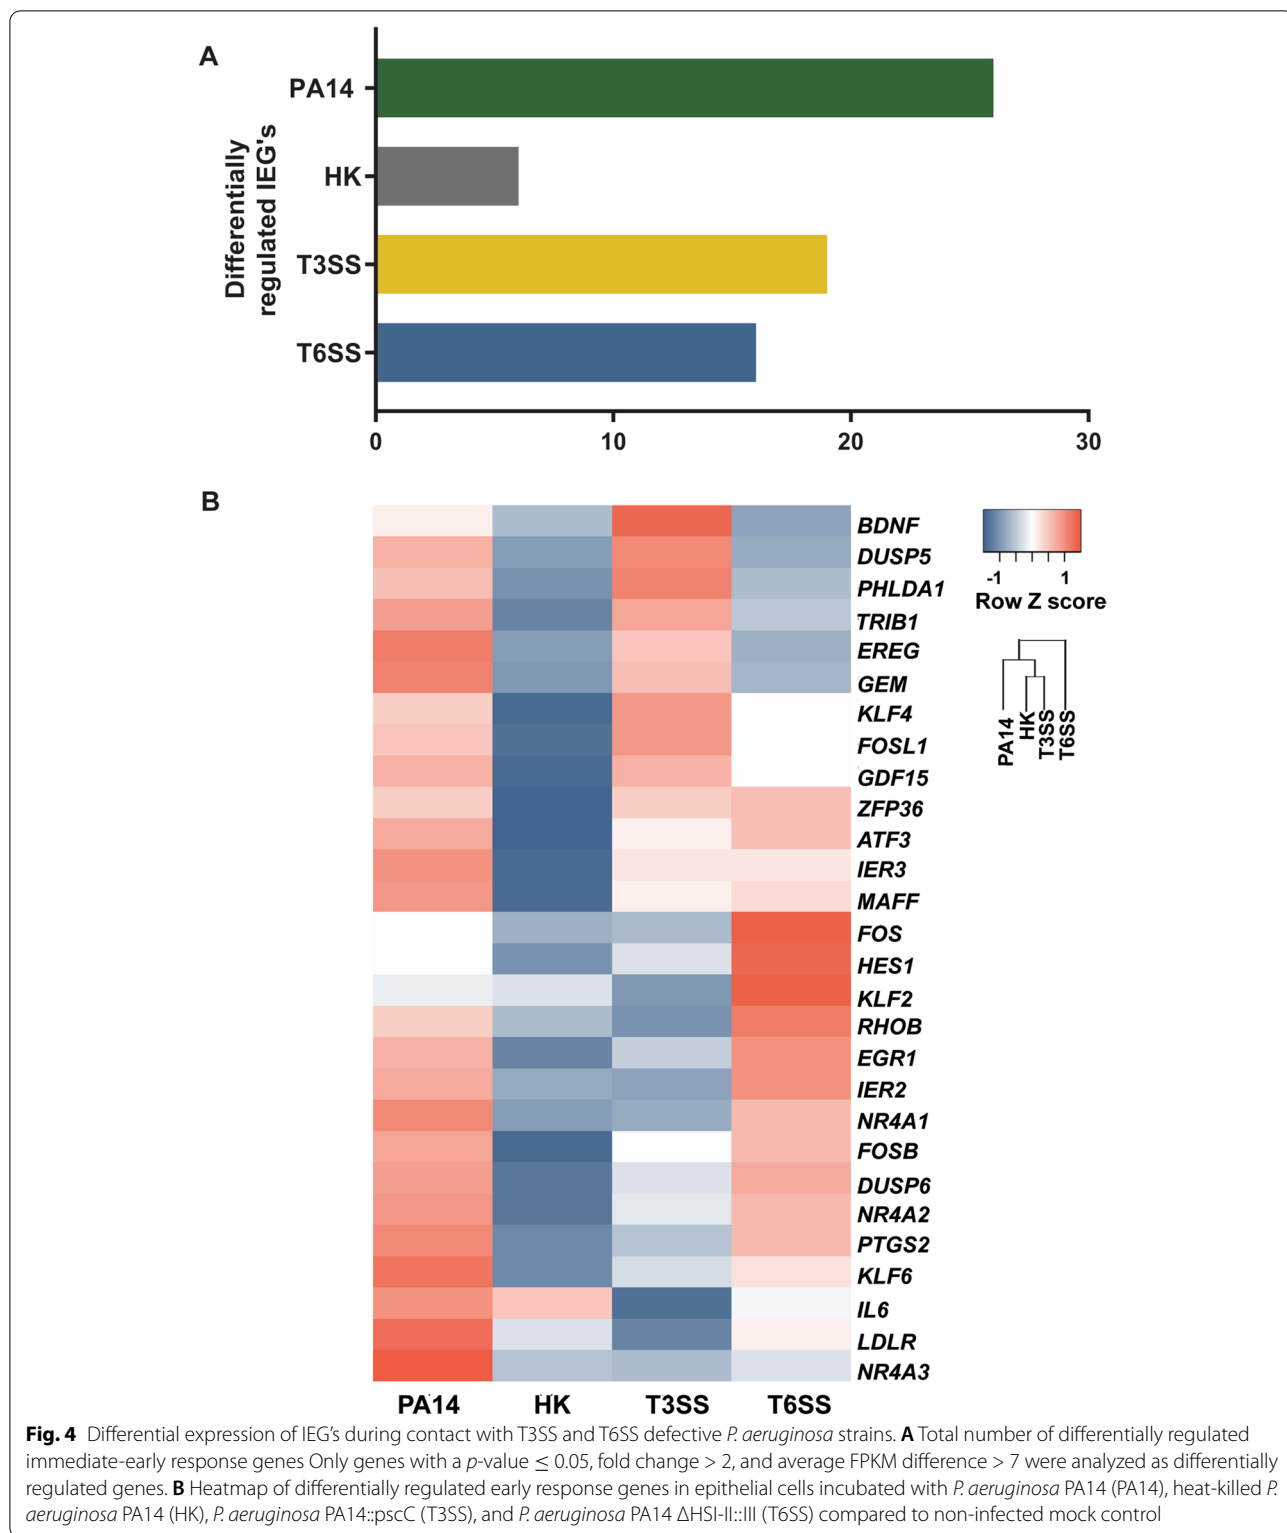 A
Differentially
regulated IEG's
PA14
HK
T3SS
T6SS
0 10 20 30
B
BDNF
DUSP5
PHLDA1
TRIB1
EREG
GEM
KLF4
FOSL1
GDF15
ZFP36
ATF3
IER3
MAFF
FOS
HES1
KLF2
RHOB
EGR1
IER2
NR4A1
FOSB
DUSP6
NR4A2
PTGS2
KLF6
IL6
LDLR
NR4A3
PA14 HK T3SS T6SS
-1 1
Row Z score
PA14
HK
T3SS
T6SS
Fig. 4 Differential expression of IEG's during contact with T3SS and T6SS defective P. aeruginosa strains. A Total number of differentially regulated
immediate-early response genes Only genes with a p-value ≤ 0.05, fold change > 2, and average FPKM difference > 7 were analyzed as differentially
regulated genes. B Heatmap of differentially regulated early response genes in epithelial cells incubated with P. aeruginosa PA14 (PA14), heat-killed P.
aeruginosa PA14 (HK), P. aeruginosa PA14::pscC (T3SS), and P. aeruginosa PA14 ΔHSI-II::III (T6SS) compared to non-infected mock control